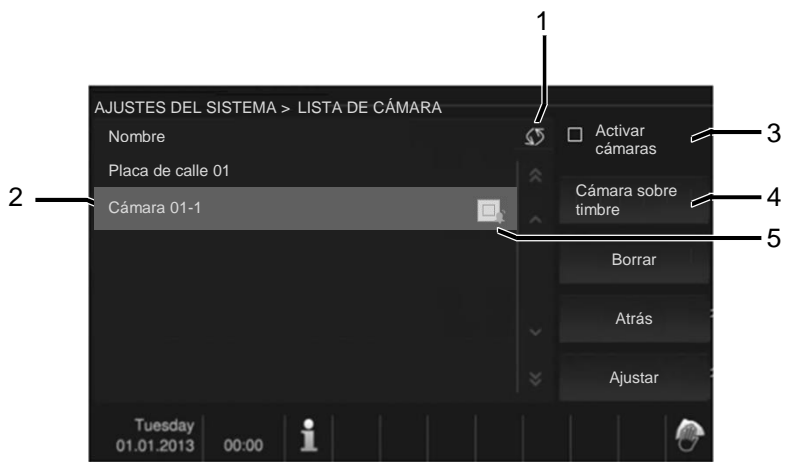 1
AJUSTES DEL SISTEMA > LISTA DE CÁMARA
Nombre
Activar
cámaras
3
Placa de calle 01
2
Cámara 01-1
Cámara sobre
timbre
4
5
Borrar
Atrás
Ajustar
Tuesday
01.01.2013
00:00